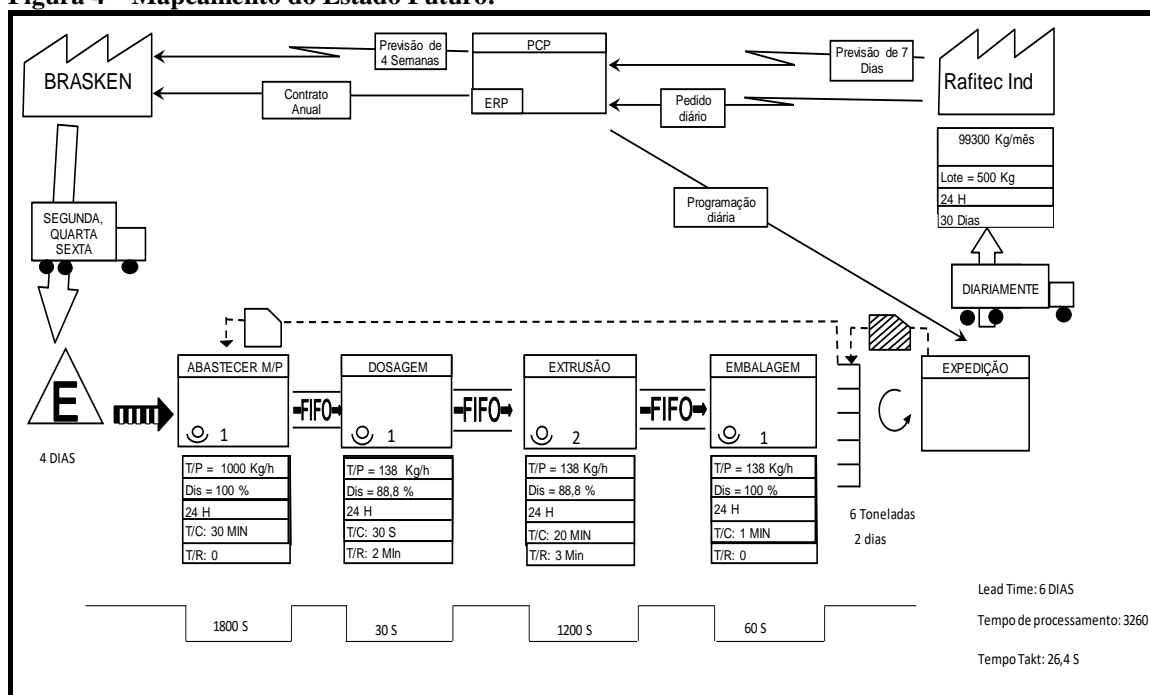 Figura 4 – Mapeamento do Estado Futuro.
BRASKEN
Previsão de
4 Semanas
Contrato
Anual
PCP
ERP
Previsão de 7
Dias
Pedido
diário
Rafitec Ind
99300 Kg/mês
Lote = 500 Kg
24 H
30 Dias
Programação
diária
SEGUNDA,
QUARTA
SEXTA
DIARIAMENTE
E
4 DIAS
ABASTECER M/P
1
FIFO
DOSAGEM
1
FIFO
EXTRUSÃO
2
FIFO
EMBALAGEM
1
EXPEDIÇÃO
T/P = 1000 Kg/h
Dis = 100 %
24 H
T/C: 30 MIN
T/R: 0
T/P = 138 Kg/h
Dis = 88,8 %
24 H
T/C: 30 S
T/R: 2 MIn
T/P = 138 Kg/h
Dis = 88,8 %
24 H
T/C: 20 MIN
T/R: 3 Min
T/P = 138 Kg/h
Dis = 100 %
24 H
T/C: 1 MIN
T/R: 0
6 Toneladas
2 dias
1800 S
30 S
1200 S
60 S
Lead Time: 6 DIAS
Tempo de processamento: 3260
Tempo Takt: 26,4 S